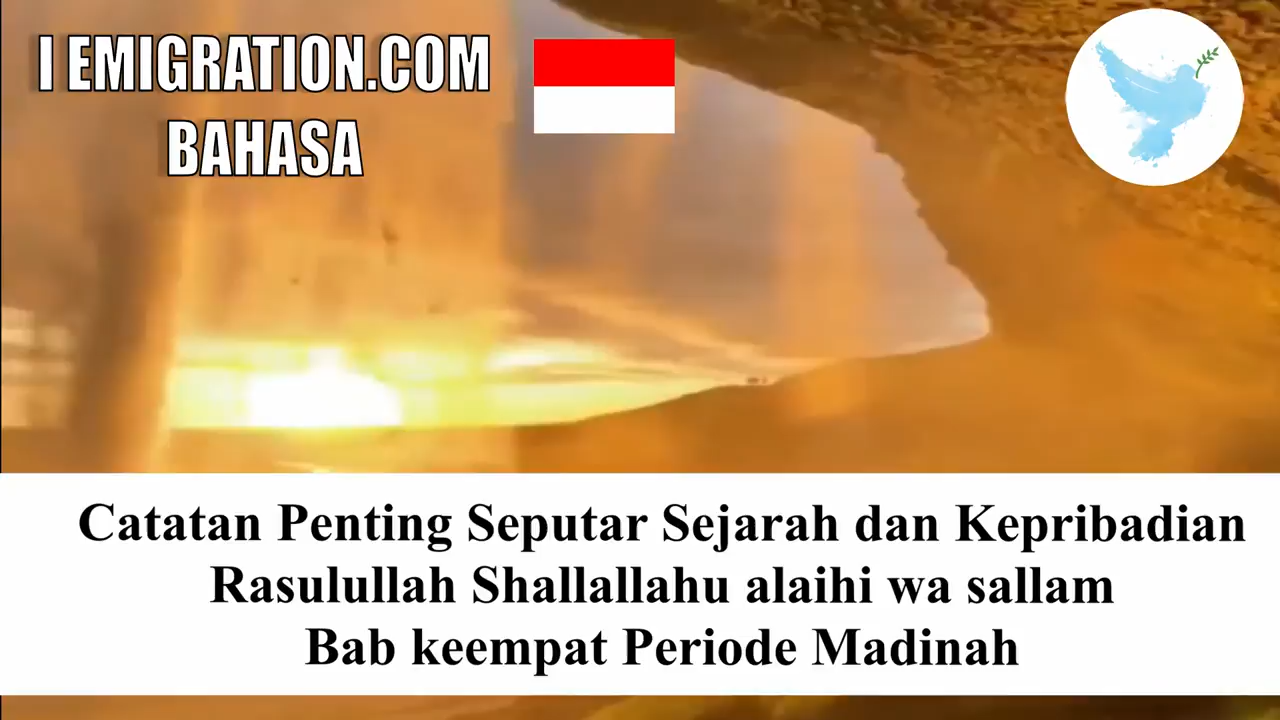 I EMIGRATION.COM
BAHASA
Catatan Penting Seputar Sejarah dan Kepribadian
Rasulullah Shallallahu alaihi wa sallam
Bab keempat Periode Madinah